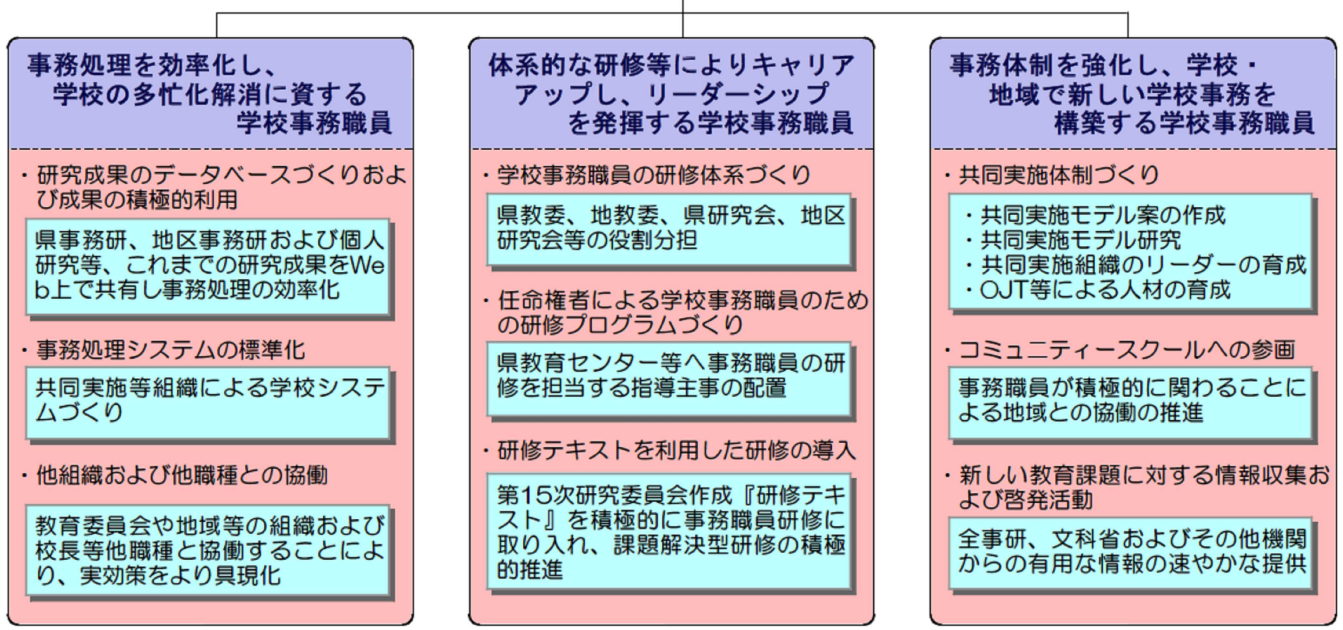 事務処理を効率化し、
学校の多忙化解消に資する
学校事務職員
・研究成果のデータベースづくりおよ
び成果の積極的利用
県事務研、地区事務研および個人
研究等、これまでの研究成果をWe
b上で共有し事務処理の効率化
・事務処理システムの標準化
共同実施等組織による学校システ
ムづくり
・他組織および他職種との協働
教育委員会や地域等の組織および
校長等他職種と協働することによ
り、実効策をより具現化
体系的な研修等によりキャリア
アップし、リーダーシップ
を発揮する学校事務職員
・学校事務職員の研修体系づくり
県教委、地教委、県研究会、地区
研究会等の役割分担
・任命権者による学校事務職員のため
の研修プログラムづくり
県教育センター等へ事務職員の研
修を担当する指導主事の配置
・研修テキストを利用した研修の導入
第15次研究委員会作成『研修テキ
スト』を積極的に事務職員研修に
取り入れ、課題解決型研修の積極
的推進
事務体制を強化し、学校・
地域で新しい学校事務を
構築する学校事務職員
・共同実施体制づくり
・共同実施モデル案の作成
・共同実施モデル研究
・共同実施組織のリーダーの育成
・OJT等による人材の育成
・コミュニティースクールへの参画
事務職員が積極的に関わることに
よる地域との協働の推進
・新しい教育課題に対する情報収集お
よび啓発活動
全事研、文科省およびその他機関
からの有用な情報の速やかな提供